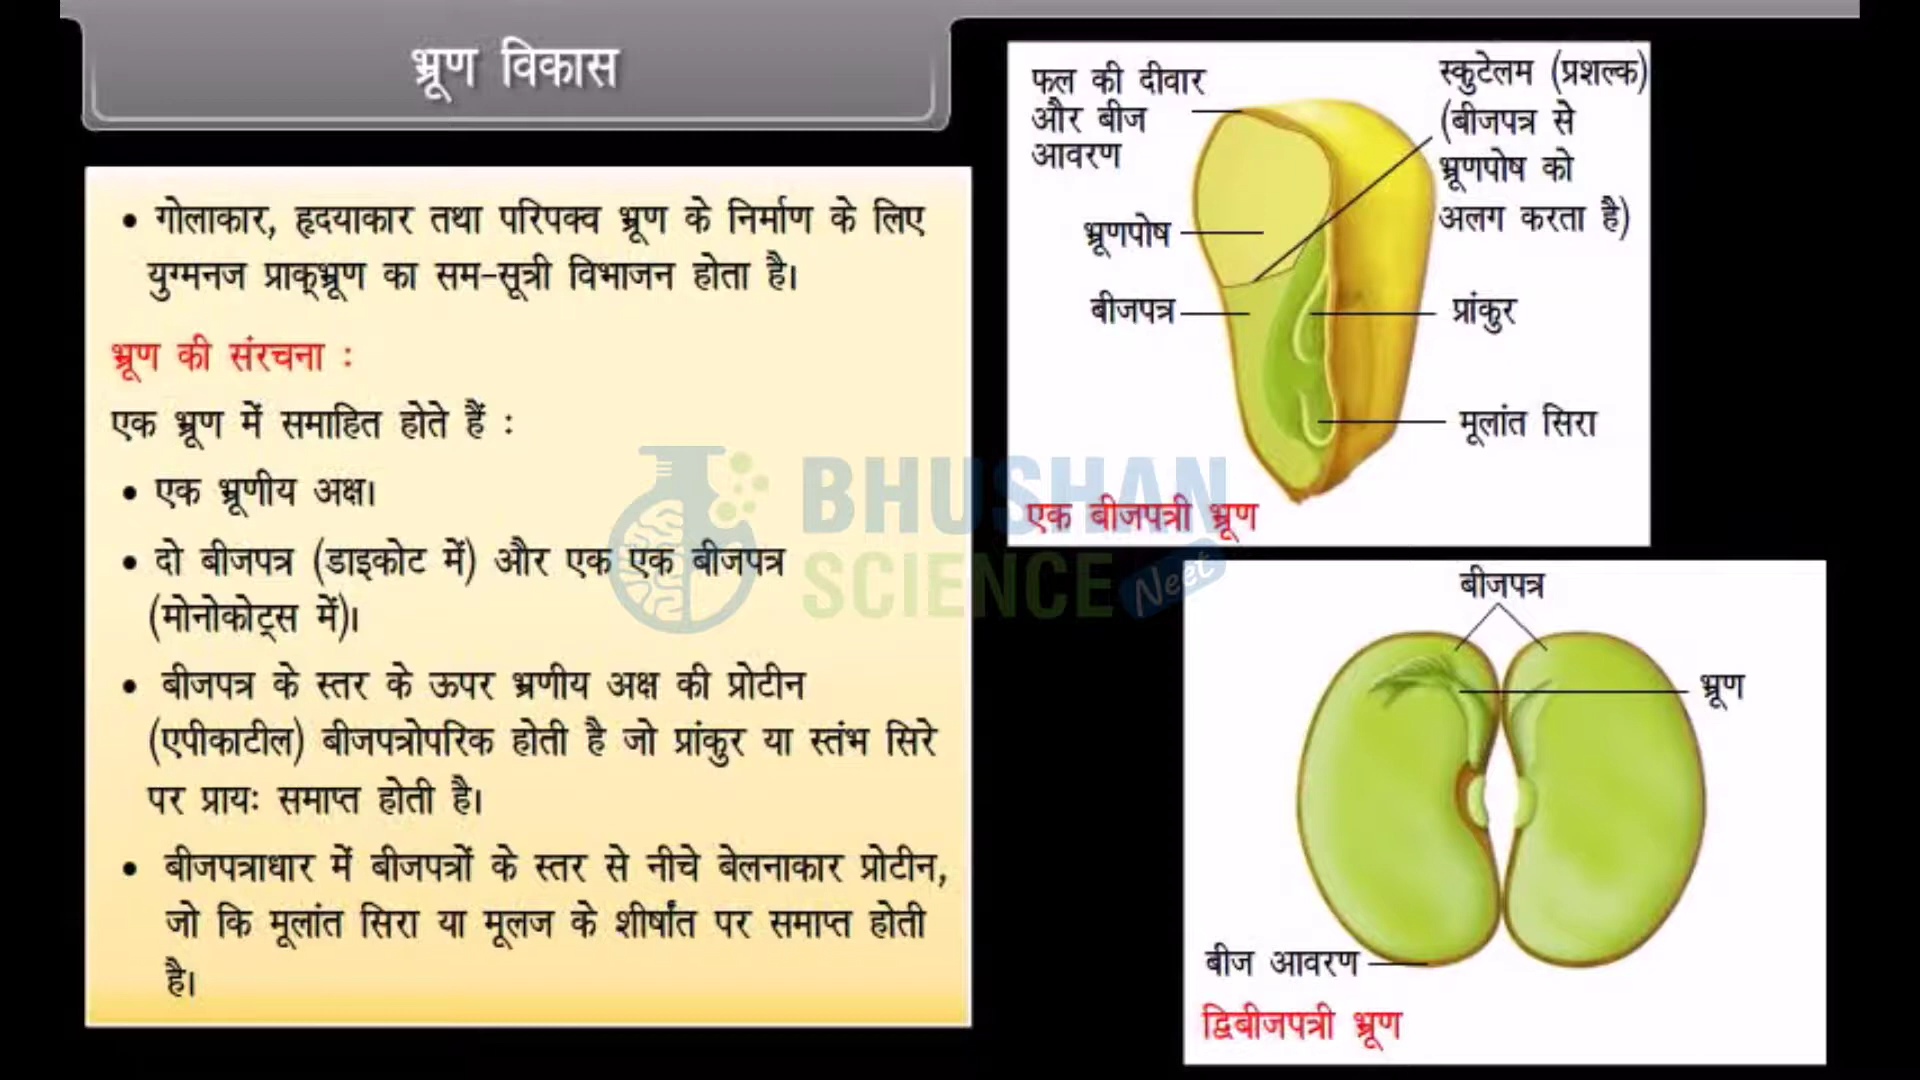 भ्रूण विकास
• गोलाकार, हृदयाकार तथा परिपक्व भ्रूण के निर्माण के लिए
युग्मनज प्राक्भ्रूण का सम-सूत्री विभाजन होता है।
भ्रूण की संरचना :
एक भ्रूण में समाहित होते हैं :
• एक भ्रूणीय अक्ष।
• दो बीजपत्र (डाइकोट में) और एक एक बीजपत्र
(मोनोकोट्स में)।
• बीजपत्र के स्तर के ऊपर भ्रणीय अक्ष की प्रोटीन
(एपीकाटील) बीजपत्रोपरिक होती है जो प्रांकुर या स्तंभ सिरे
पर प्रायः समाप्त होती है।
• बीजपत्राधार में बीजपत्रों के स्तर से नीचे बेलनाकार प्रोटीन,
जो कि मूलांत सिरा या मूलज के शीर्षांत पर समाप्त होती
है।
फल की दीवार
और बीज
आवरण
स्कुटेलम (प्रशल्क)
(बीजपत्र से
भ्रूणपोष को
अलग करता है)
भ्रूणपोष
बीजपत्र
प्रांकुर
मूलांत सिरा
एक बीजपत्री भ्रूण
बीजपत्र
भ्रूण
बीज आवरण
द्विबीजपत्री भ्रूण
BHUSHAN
SCIENCE Neet